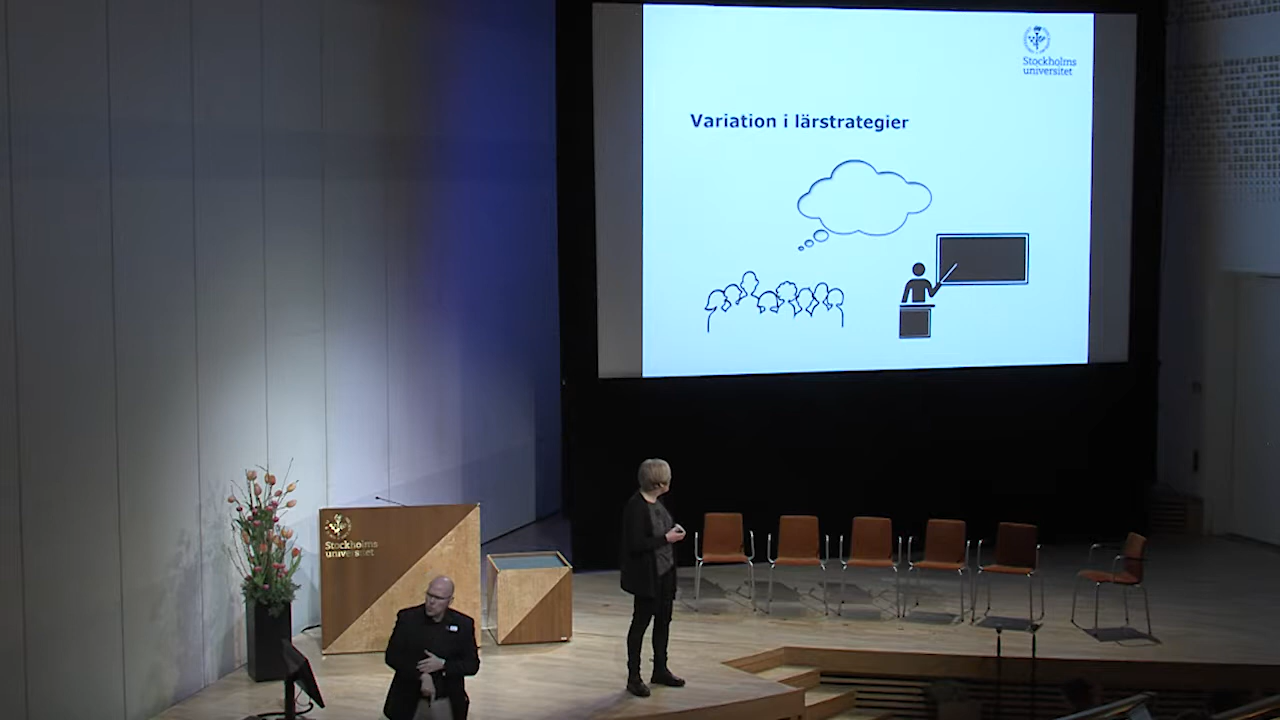 Stockholms
universitet
Variation i lärstrategier
Stockholms
universitet